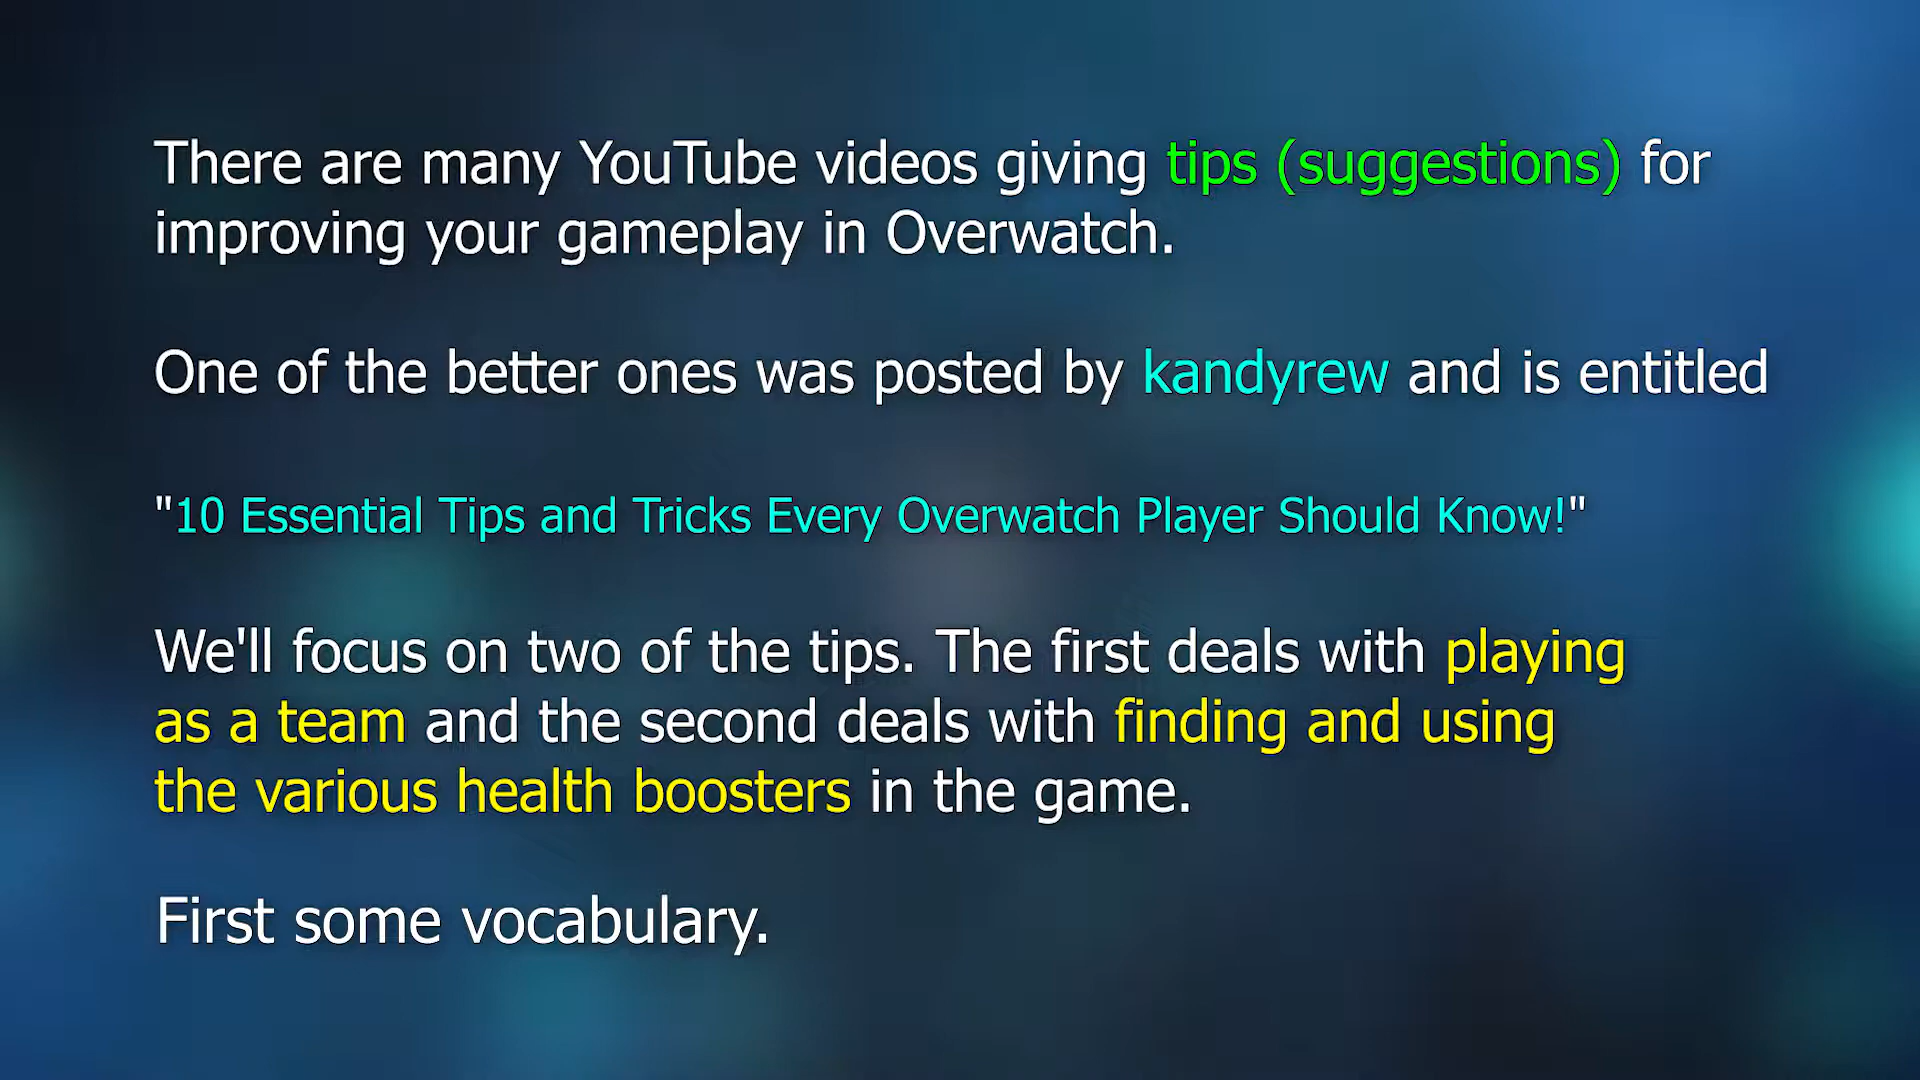 There are many YouTube videos giving tips (suggestions) for
improving your gameplay in Overwatch.
One of the better ones was posted by kandyrew and is entitled
"10 Essential Tips and Tricks Every Overwatch Player Should Know!"
We'll focus on two of the tips. The first deals with playing
as a team and the second deals with finding and using
the various health boosters in the game.
First some vocabulary.